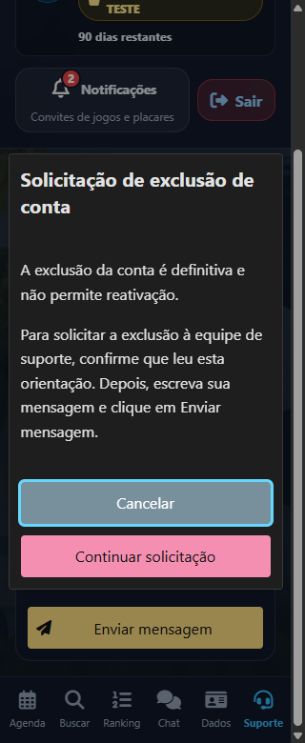 TESTE
90 dias restantes
2
Notificações
Convites de jogos e placares
Sair
Solicitação de exclusão de
conta
A exclusão da conta é definitiva e
não permite reativação.
Para solicitar a exclusão à equipe de
suporte, confirme que leu esta
orientação. Depois, escreva sua
mensagem e clique em Enviar
mensagem.
Cancelar
Continuar solicitação
Enviar mensagem
Agenda Buscar Ranking Chat Dados Suporte